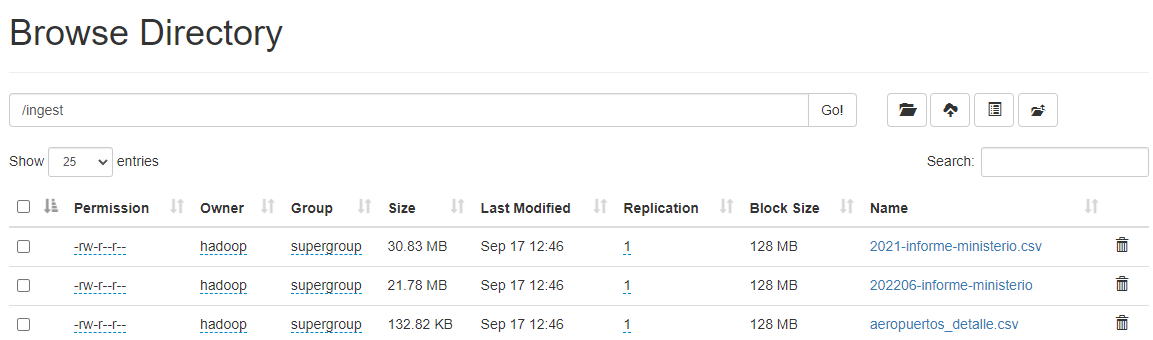 Browse Directory
/ingest Go!
Show 25 entries Search:
Permission Owner Group Size Last Modified Replication Block Size Name
-rw-r--r-- hadoop supergroup 30.83 MB Sep 17 12:46 1 128 MB 2021-informe-ministerio.csv
-rw-r--r-- hadoop supergroup 21.78 MB Sep 17 12:46 1 128 MB 202206-informe-ministerio
-rw-r--r-- hadoop supergroup 132.82 KB Sep 17 12:46 1 128 MB aeropuertos_detalle.csv